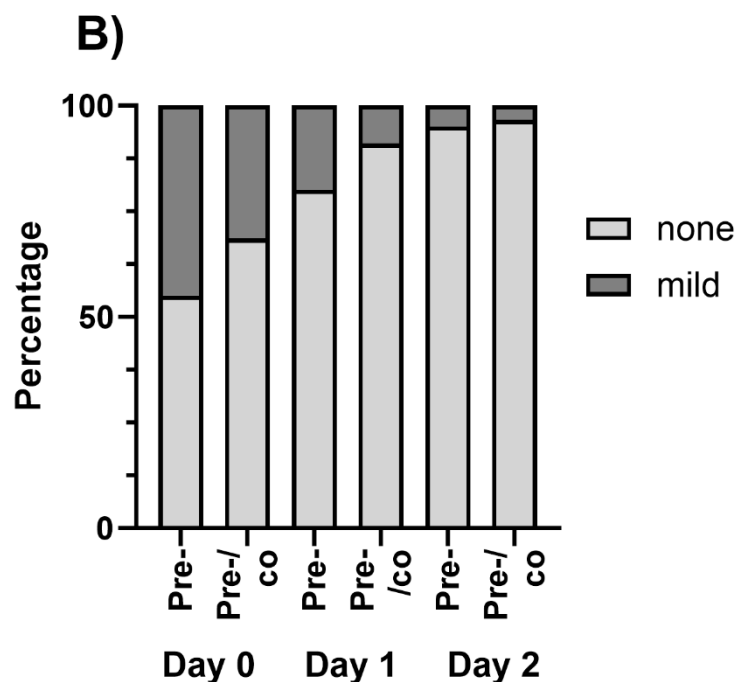 B)
Percentage
100
50
0
none
mild
Pre-
Pre-/
co
Pre-
Pre-
/co
Pre-
Pre-/
co
Day 0
Day 1
Day 2